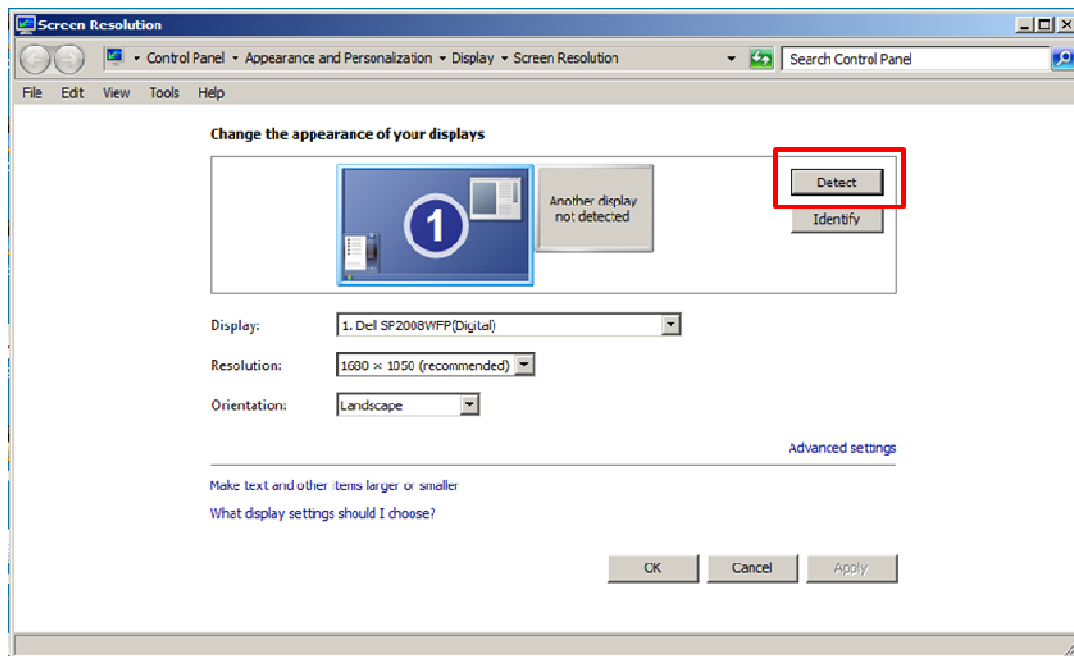 Screen Resolution
Control Panel Appearance and Personalization Display Screen Resolution Search Control Panel
File Edit View Tools Help
Change the appearance of your displays
1
Another display
not detected
Detect
Identify
Display: 1. Dell SP2008WFP(Digital)
Resolution: 1680 × 1050 (recommended)
Orientation: Landscape
Advanced settings
Make text and other items larger or smaller
What display settings should I choose?
OK Cancel Apply